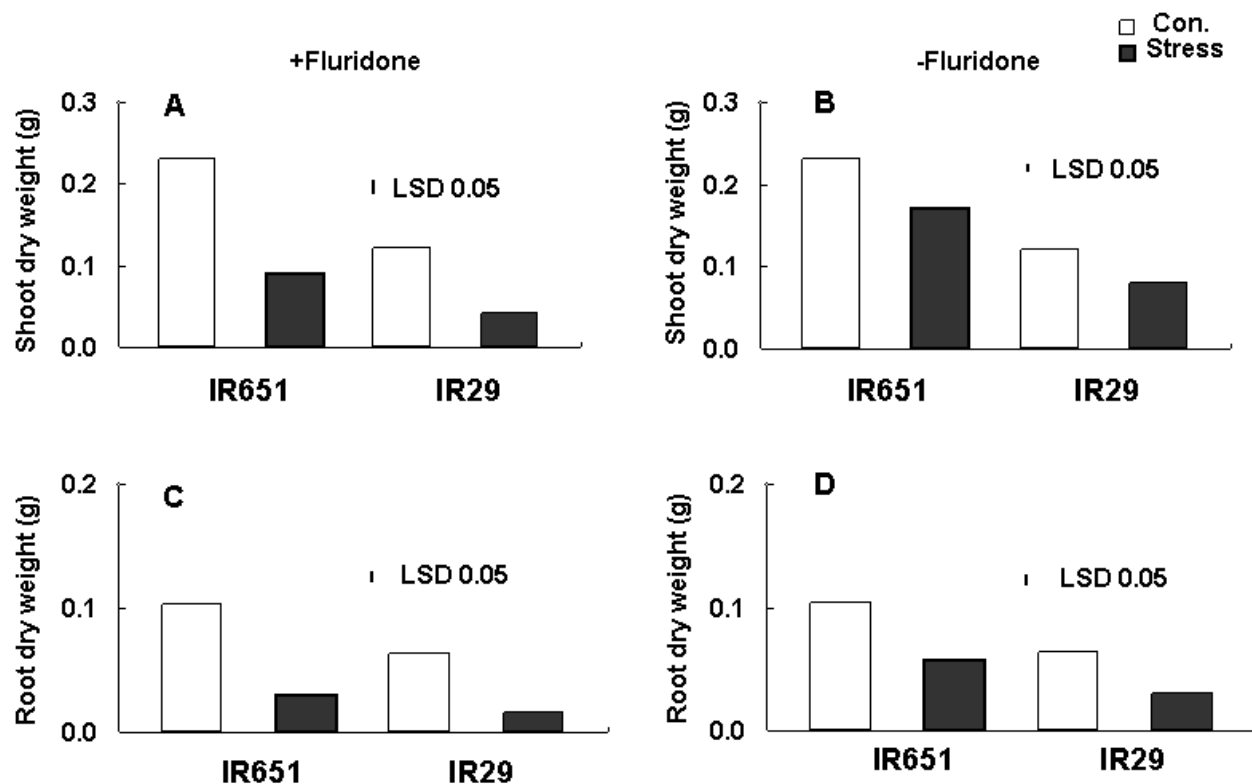 Con.
Stress
+Fluridone
-Fluridone
A
Shoot dry weight (g)
0.3
0.2
0.1
0.0
LSD 0.05
IR651 IR29
B
Shoot dry weight (g)
0.3
0.2
0.1
0.0
LSD 0.05
IR651 IR29
C
Root dry weight (g)
0.2
0.1
0.0
LSD 0.05
IR651 IR29
D
Root dry weight (g)
0.2
0.1
0.0
LSD 0.05
IR651 IR29